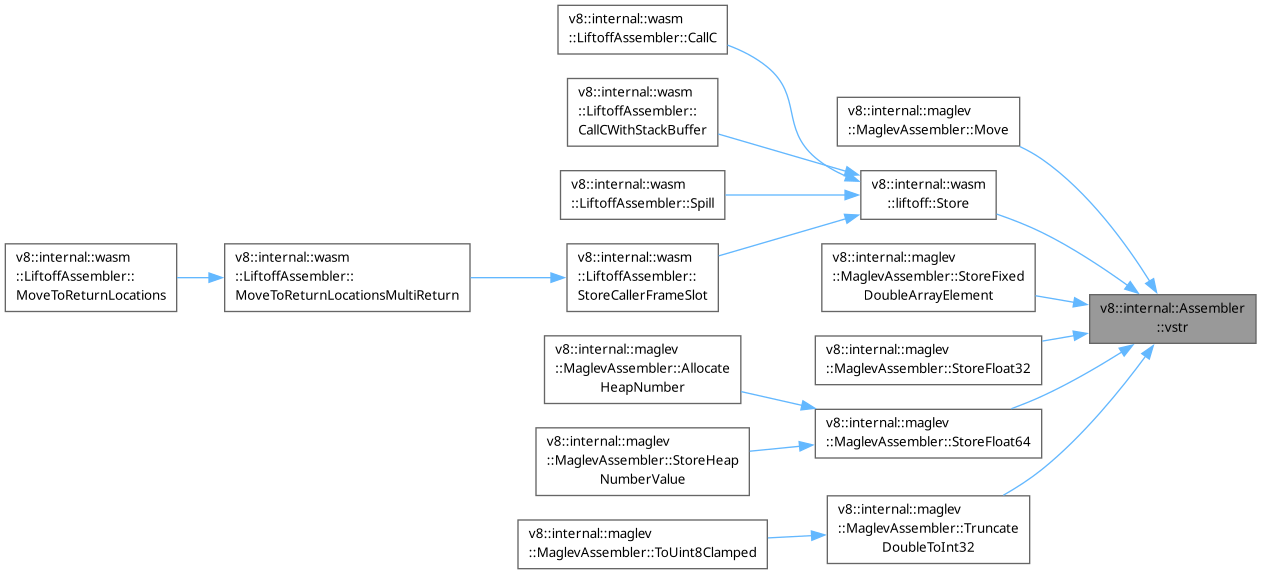 v8::internal::wasm
::LiftoffAssembler::CallC
v8::internal::wasm
::LiftoffAssembler::
CallCWithStackBuffer
v8::internal::maglev
::MaglevAssembler::Move
v8::internal::wasm
::LiftoffAssembler::Spill
v8::internal::wasm
::liftoff::Store
v8::internal::wasm
::LiftoffAssembler::
MoveToReturnLocations
v8::internal::wasm
::LiftoffAssembler::
MoveToReturnLocationsMultiReturn
v8::internal::wasm
::LiftoffAssembler::
StoreCallerFrameSlot
v8::internal::maglev
::MaglevAssembler::StoreFixed
DoubleArrayElement
v8::internal::Assembler
::vstr
v8::internal::maglev
::MaglevAssembler::Allocate
HeapNumber
v8::internal::maglev
::MaglevAssembler::StoreFloat32
v8::internal::maglev
::MaglevAssembler::StoreHeap
NumberValue
v8::internal::maglev
::MaglevAssembler::StoreFloat64
v8::internal::maglev
::MaglevAssembler::ToUint8Clamped
v8::internal::maglev
::MaglevAssembler::Truncate
DoubleToInt32